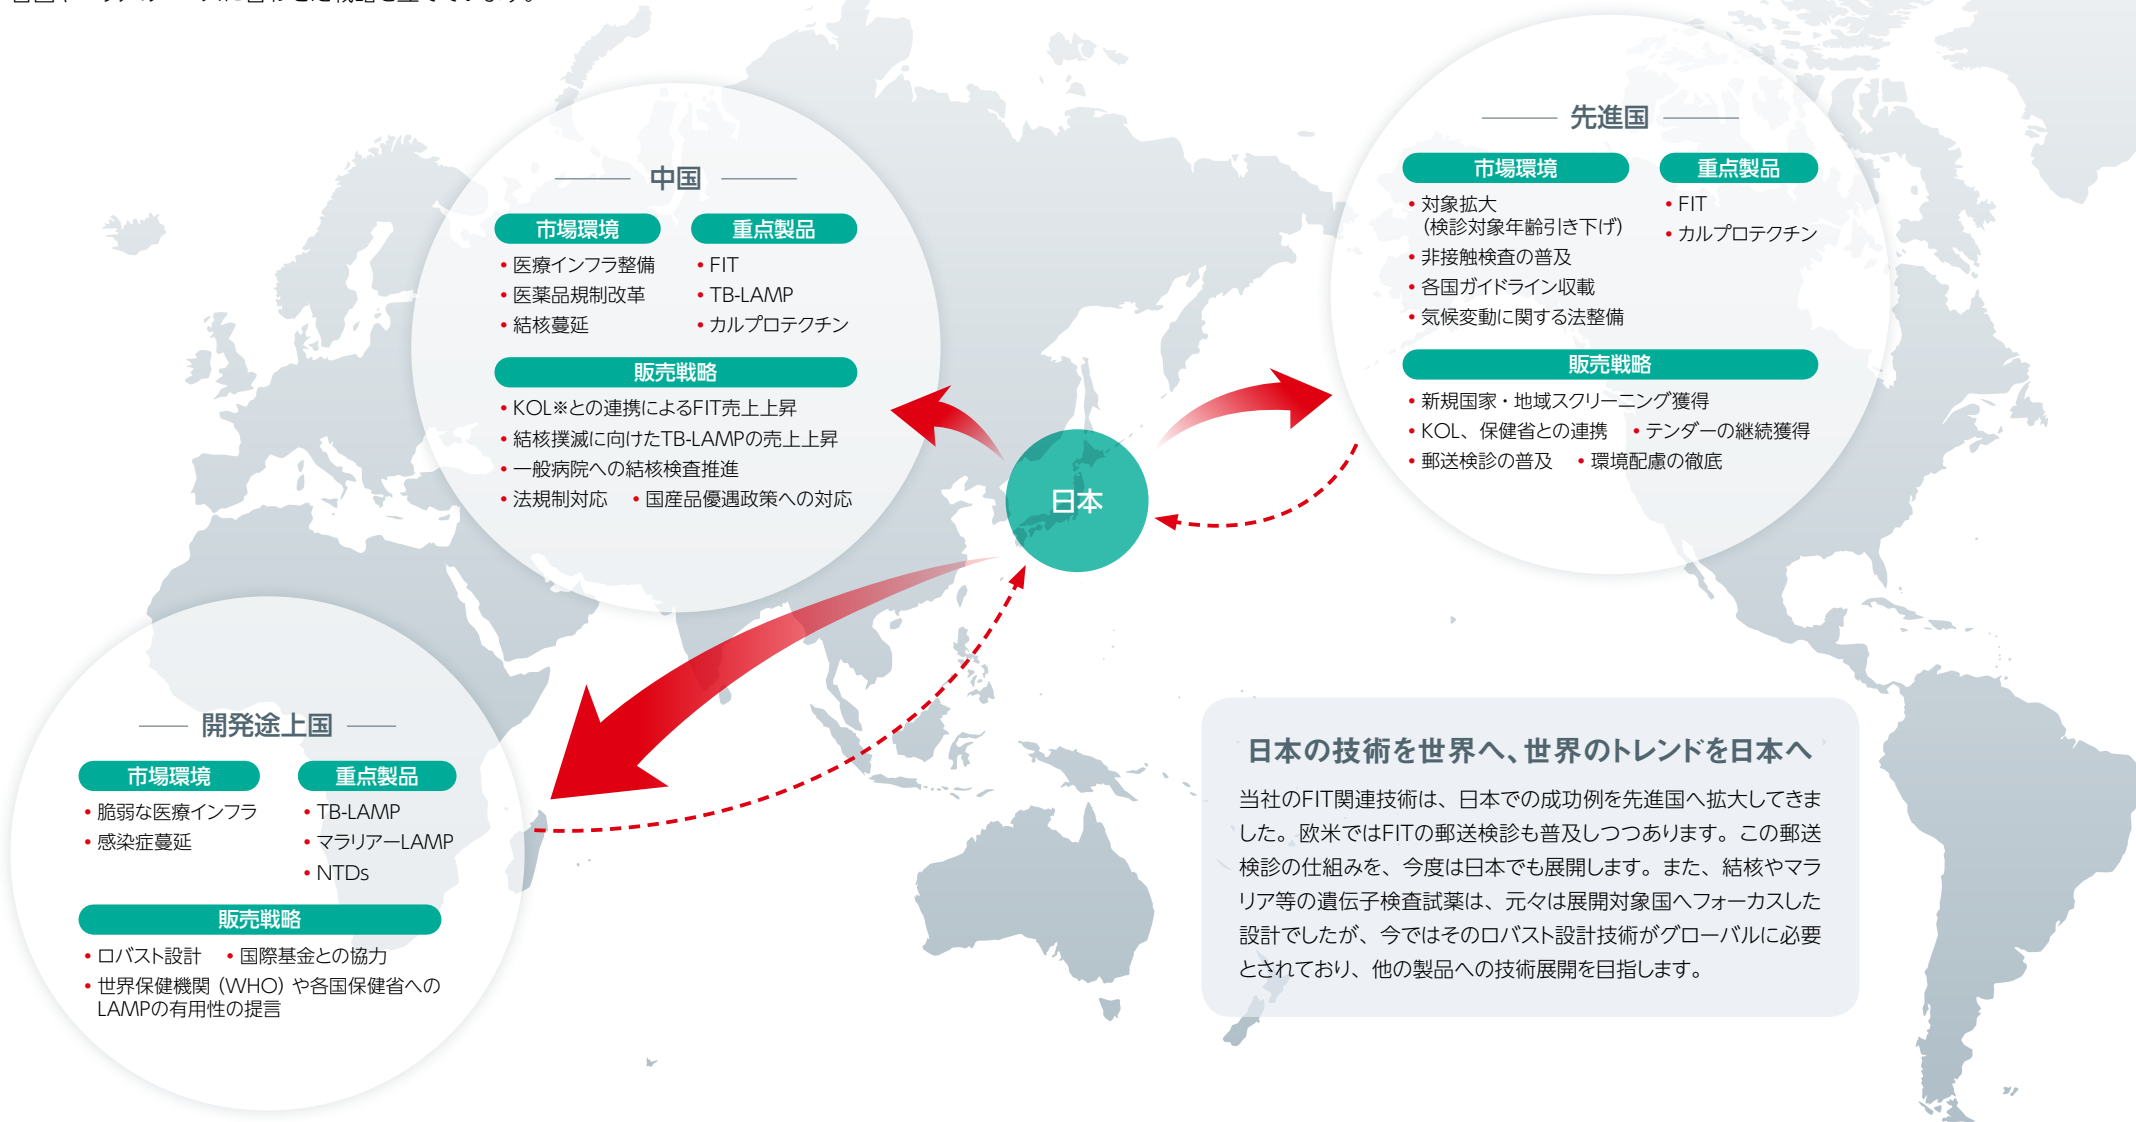 中国
市場環境
・医療インフラ整備
・医薬品規制改革
・結核蔓延
重点製品
・FIT
・TB-LAMP
・カルプロテクチン
販売戦略
・KOL※との連携によるFIT売上上昇
・結核撲滅に向けたTB-LAMPの売上上昇
・一般病院への結核検査推進
・法規制対応 ・国産品優遇政策への対応
先進国
市場環境
・対象拡大
（検診対象年齢引き下げ）
・非接触検査の普及
・各国ガイドライン収載
・気候変動に関する法整備
重点製品
・FIT
・カルプロテクチン
販売戦略
・新規国家・地域スクリーニング獲得
・KOL、保健省との連携 ・テンダーの継続獲得
・郵送検診の普及 ・環境配慮の徹底
日本
開発途上国
市場環境
・脆弱な医療インフラ
・感染症蔓延
重点製品
・TB-LAMP
・マラリアーLAMP
・NTDs
販売戦略
・ロバスト設計 ・国際基金との協力
・世界保健機関（WHO）や各国保健省への
LAMPの有用性の提言
日本の技術を世界へ、世界のトレンドを日本へ
当社のFIT関連技術は、日本での成功例を先進国へ拡大してきま
した。欧米ではFITの郵送検診も普及しつつあります。この郵送
検診の仕組みを、今度は日本でも展開します。また、結核やマラ
リア等の遺伝子検査試薬は、元々は展開対象国へフォーカスした
設計でしたが、今ではそのロバスト設計技術がグローバルに必要
とされており、他の製品への技術展開を目指します。